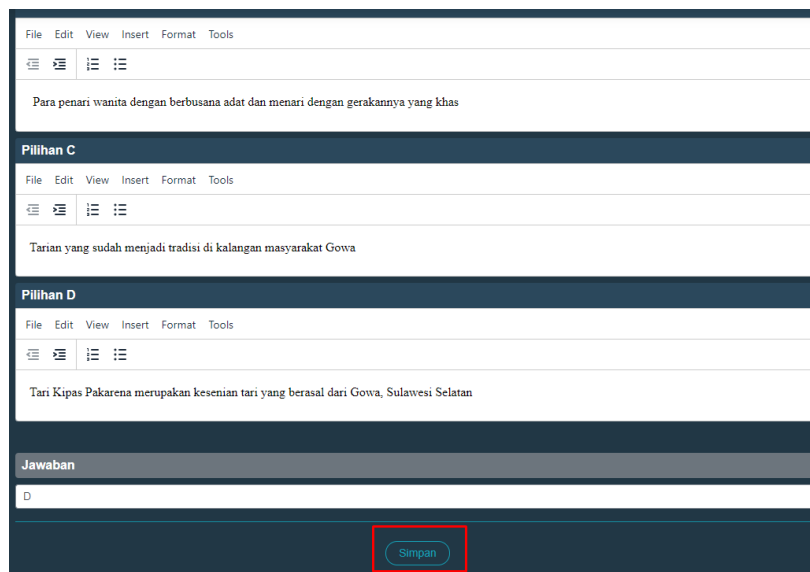 File Edit View Insert Format Tools
Para penari wanita dengan berbusana adat dan menari dengan gerakannya yang khas
Pilihan C
File Edit View Insert Format Tools
Tarian yang sudah menjadi tradisi di kalangan masyarakat Gowa
Pilihan D
File Edit View Insert Format Tools
Tari Kipas Pakarena merupakan kesenian tari yang berasal dari Gowa, Sulawesi Selatan
Jawaban
D
Simpan